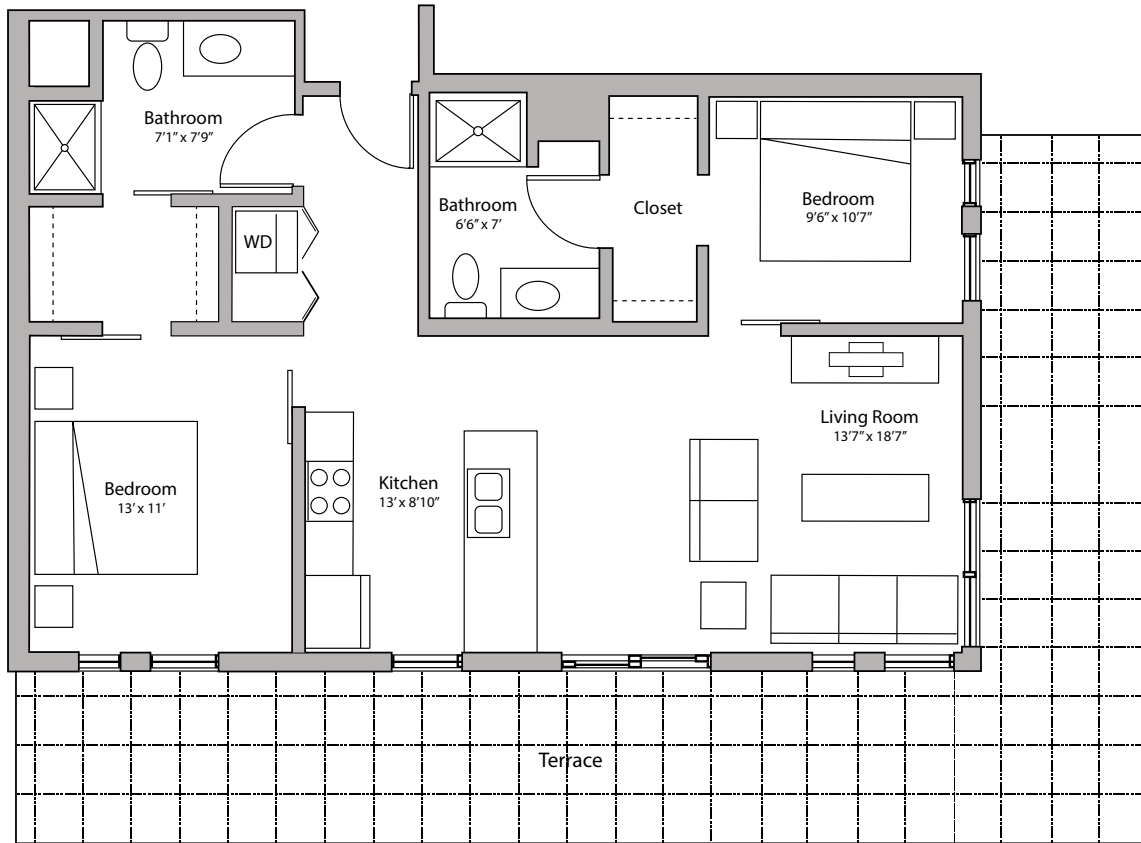 Bathroom
7'1" x 7'9"
WD
Bathroom
6'6" x 7'
Closet
Bedroom
9'6" x 10'7"
Living Room
13'7" x 18'7"
Kitchen
13' x 8'10"
Bedroom
13' x 11'
Terrace